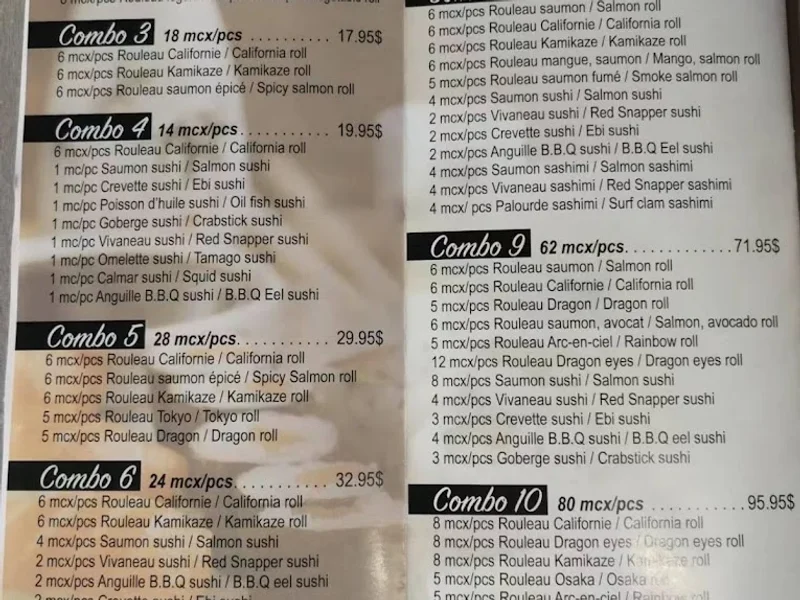 Combo 3 18 mcx/pcs .......... 17.95$
6 mcx/pcs Rouleau Californie / California roll
6 mcx/pcs Rouleau Kamikaze / Kamikaze roll
6 mcx/pcs Rouleau saumon épicé / Spicy salmon roll
Combo 4 14 mcx/pcs.......... 19.95$
6 mcx/pcs Rouleau Californie / California roll
1 mc/pc Saumon sushi / Salmon sushi
1 mc/pc Crevette sushi / Ebi sushi
1 mc/pc Poisson d'huile sushi / Oil fish sushi
1 mc/pc Goberge sushi / Crabstick sushi
1 mc/pc Vivaneau sushi / Red Snapper sushi
1 mc/pc Omelette sushi / Tamago sushi
1 mc/pc Calmar sushi / Squid sushi
1 mc/pc Anguille B.B.Q sushi / B.B.Q Eel sushi
Combo 5 28 mcx/pcs.......... 29.95$
6 mcx/pcs Rouleau Californie / California roll
6 mcx/pcs Rouleau saumon épicé / Spicy Salmon roll
6 mcx/pcs Rouleau Kamikaze / Kamikaze roll
5 mcx/pcs Rouleau Tokyo / Tokyo roll
5 mcx/pcs Rouleau Dragon / Dragon roll
Combo 6 24 mcx/pcs........... 32.95$
6 mcx/pcs Rouleau Californie / California roll
6 mcx/pcs Rouleau Kamikaze / Kamikaze roll
4 mcx/pcs Saumon sushi / Salmon sushi
2 mcx/pcs Vivaneau sushi / Red Snapper sushi
2 mcx/pcs Anguille B.B.Q sushi / B.B.Q eel sushi
2 mcx/pcs Crevette sushi / Ebi sushi
6 mcx/pcs Rouleau saumon / Salmon roll
6 mcx/pcs Rouleau Californie / California roll
6 mcx/pcs Rouleau Kamikaze / Kamikaze roll
6 mcx/pcs Rouleau mangue, saumon / Mango, salmon roll
5 mcx/pcs Rouleau saumon fumé / Smoke salmon roll
4 mcx/pcs Saumon sushi / Salmon sushi
2 mcx/pcs Vivaneau sushi / Red Snapper sushi
2 mcx/pcs Crevette sushi / Ebi sushi
2 mcx/pcs Anguille B.B.Q sushi / B.B.Q Eel sushi
4 mcx/pcs Saumon sashimi / Salmon sashimi
4 mcx/pcs Vivaneau sashimi / Red Snapper sashimi
4 mcx/ pcs Palourde sashimi / Surf clam sashimi
Combo 9 62 mcx/pcs............71.95$
6 mcx/pcs Rouleau saumon / Salmon roll
6 mcx/pcs Rouleau Californie / California roll
5 mcx/pcs Rouleau Dragon / Dragon roll
6 mcx/pcs Rouleau saumon, avocat / Salmon, avocado roll
5 mcx/pcs Rouleau Arc-en-ciel / Rainbow roll
12 mcx/pcs Rouleau Dragon eyes / Dragon eyes roll
8 mcx/pcs Saumon sushi / Salmon sushi
4 mcx/pcs Vivaneau sushi / Red Snapper sushi
3 mcx/pcs Crevette sushi / Ebi sushi
4 mcx/pcs Anguille B.B.Q sushi / B.B.Q eel sushi
3 mcx/pcs Goberge sushi / Crabstick sushi
Combo 10 80 mcx/pcs ..........95.95$
8 mcx/pcs Rouleau Californie / California roll
8 mcx/pcs Rouleau Dragon eyes / Dragon eyes roll
8 mcx/pcs Rouleau Kamikaze / Kamikaze roll
5 mcx/pcs Rouleau Osaka / Osaka roll
5 mcx/pcs Rouleau Arc-en-ciel / Rainbow roll